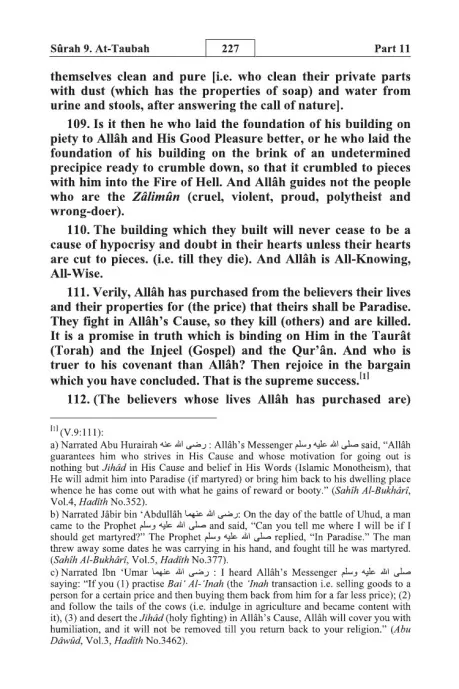 Sûrah 9. At-Taubah 227 Part 11
themselves clean and pure [i.e. who clean their private parts
with dust (which has the properties of soap) and water from
urine and stools, after answering the call of nature].
109. Is it then he who laid the foundation of his building on
piety to Allâh and His Good Pleasure better, or he who laid the
foundation of his building on the brink of an undetermined
precipice ready to crumble down, so that it crumbled to pieces
with him into the Fire of Hell. And Allâh guides not the people
who are the Zâlimûn (cruel, violent, proud, polytheist and
wrong-doer).
110. The building which they built will never cease to be a
cause of hypocrisy and doubt in their hearts unless their hearts
are cut to pieces. (i.e. till they die). And Allâh is All-Knowing,
All-Wise.
111. Verily, Allâh has purchased from the believers their lives
and their properties for (the price) that theirs shall be Paradise.
They fight in Allâh's Cause, so they kill (others) and are killed.
It is a promise in truth which is binding on Him in the Taurât
(Torah) and the Injeel (Gospel) and the Qur'ân. And who is
truer to his covenant than Allâh? Then rejoice in the bargain
which you have concluded. That is the supreme success.[1]
112. (The believers whose lives Allâh has purchased are)
[1] (V.9:111):
a) Narrated Abu Hurairah رضى الله عنه : Allâh's Messenger صلى الله عليه وسلم said, "Allâh
guarantees him who strives in His Cause and whose motivation for going out is
nothing but Jihâd in His Cause and belief in His Words (Islamic Monotheism), that
He will admit him into Paradise (if martyred) or bring him back to his dwelling place
whence he has come out with what he gains of reward or booty." (Sahîh Al-Bukhârî,
Vol.4, Hadîth No.352).
b) Narrated Jâbir bin 'Abdullâh رضى الله عنهما: On the day of the battle of Uhud, a man
came to the Prophet صلى الله عليه وسلم and said, "Can you tell me where I will be if I
should get martyred?" The Prophet صلى الله عليه وسلم replied, "In Paradise." The man
threw away some dates he was carrying in his hand, and fought till he was martyred.
(Sahîh Al-Bukhârî, Vol.5, Hadîth No.377).
c) Narrated Ibn 'Umar رضى الله عنهما : I heard Allâh's Messenger صلى الله عليه وسلم
saying: "If you (1) practise Bai' Al-'Inah (the 'Inah transaction i.e. selling goods to a
person for a certain price and then buying them back from him for a far less price); (2)
and follow the tails of the cows (i.e. indulge in agriculture and became content with
it), (3) and desert the Jihâd (holy fighting) in Allâh's Cause, Allâh will cover you with
humiliation, and it will not be removed till you return back to your religion." (Abu
Dâwûd, Vol.3, Hadîth No.3462).